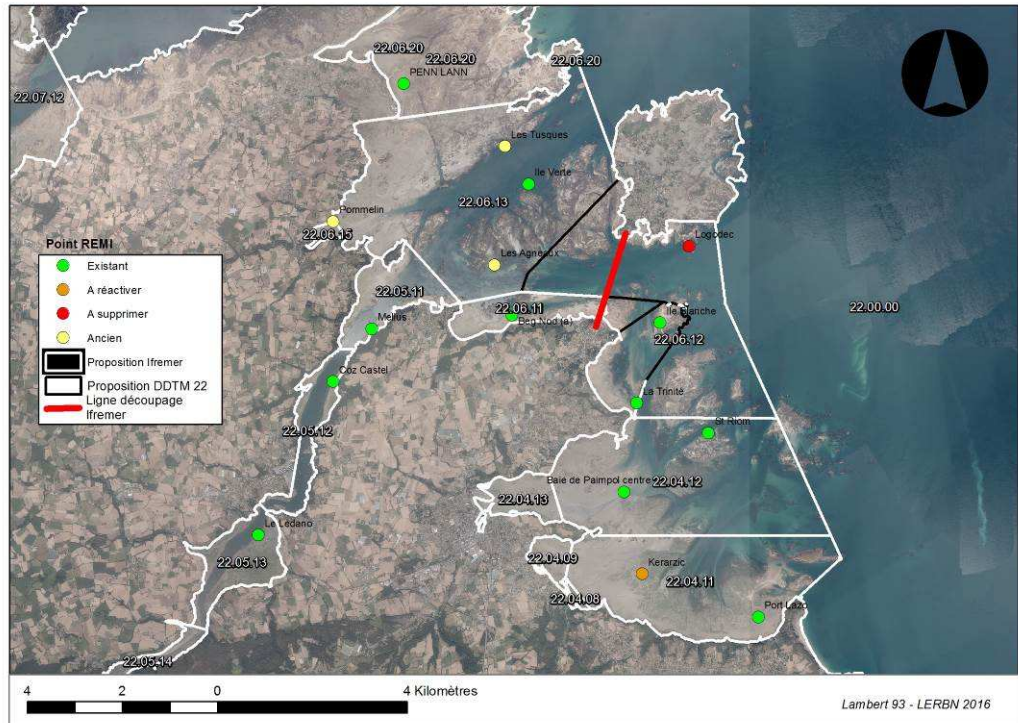 22.06.20
22.06.20
22.06.20
PENN LANN
22.07.12
Les Tusques
Ile Verte
22.06.13
Pommelin
22.06.15
Logodec
Les Agneaux
Point REMI
Existant
A réactiver
A supprimer
Ancien
Proposition Ifremer
Proposition DDTM 22
Ligne découpage
Ifremer
22.05.11
22.06.11
Beg Nod (a)
22.00.00
Ile Blanche
22.06.12
Mellus
Coz Castel
La Trinité
22.05.12
St Riom
Baie de Paimpol centre
22.04.12
22.04.13
Le Lédano
22.05.13
22.04.09
Kerarzic
22.04.11
22.04.08
Port Lazo
22.05.14
4 2 0 4 Kilomètres
Lambert 93 - LERBN 2016